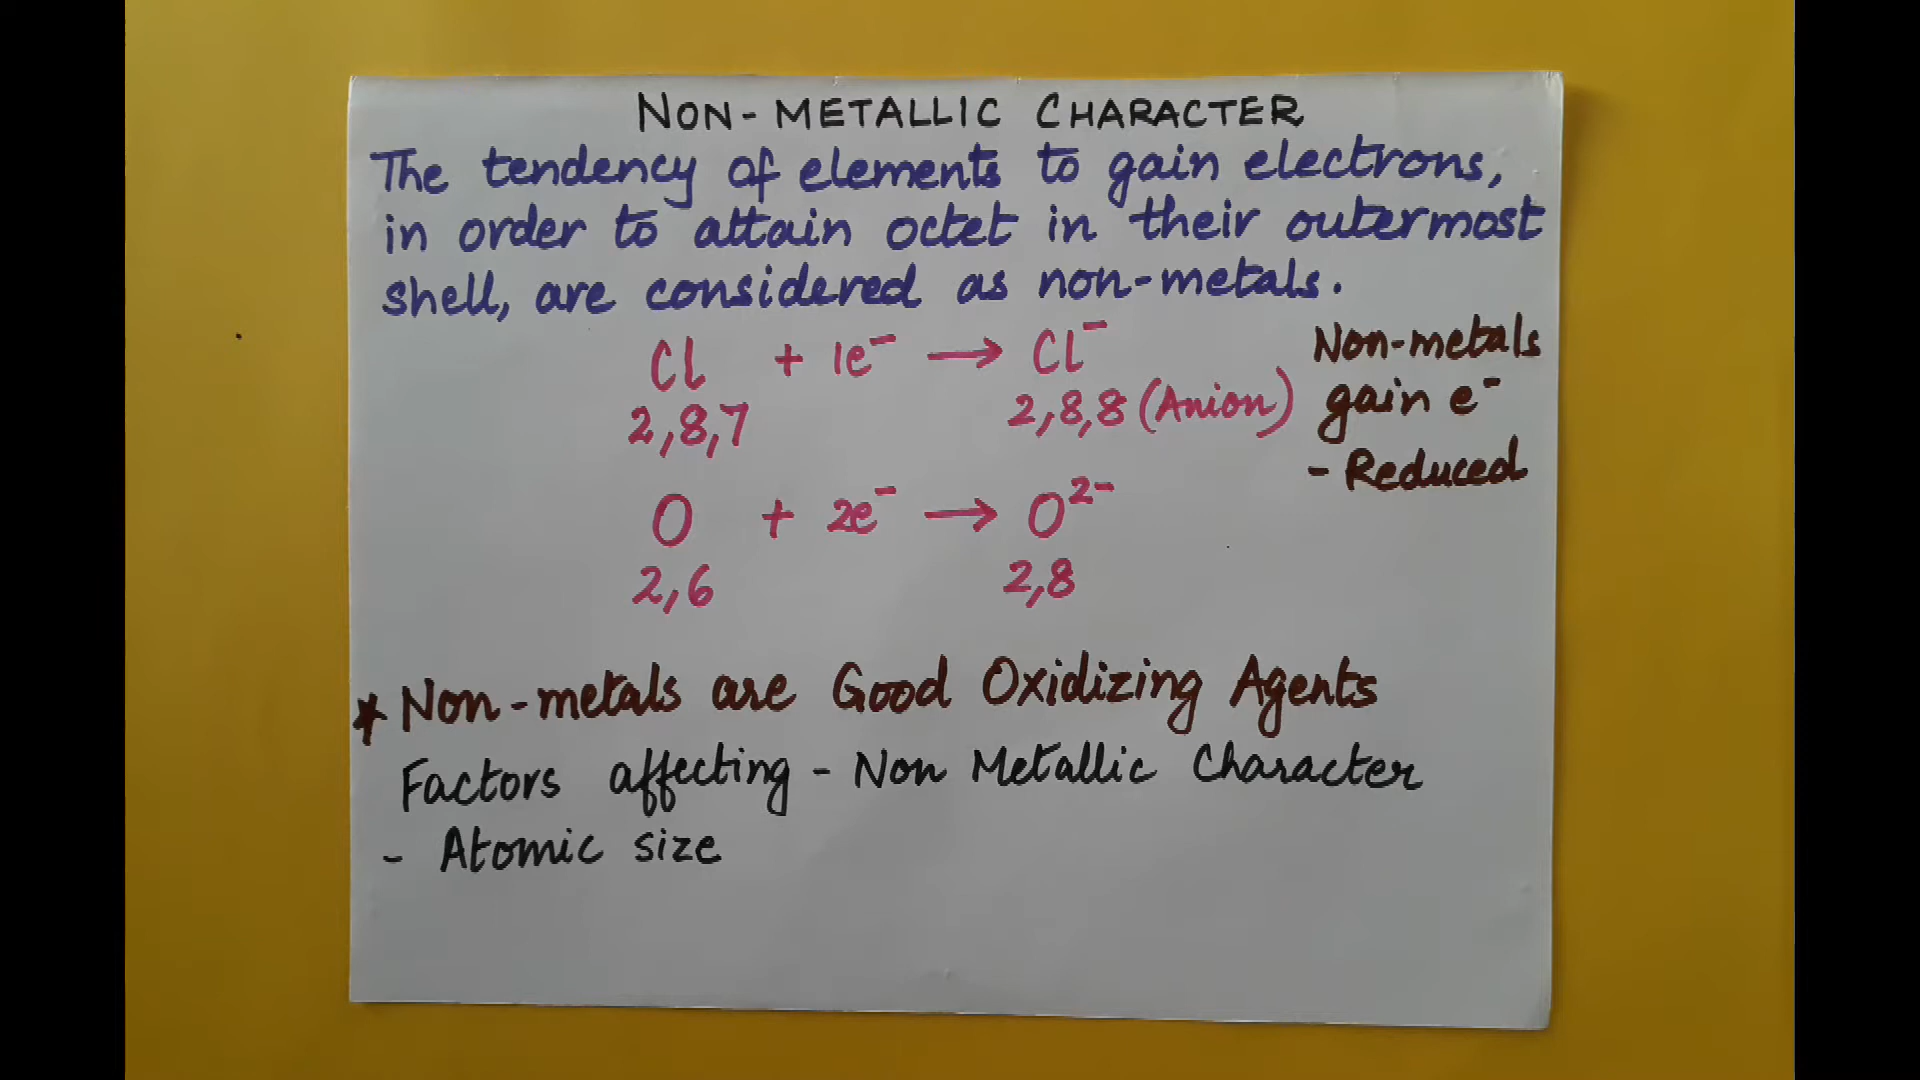 NON-METALLIC CHARACTER
The tendency of elements to gain electrons,
in order to attain octet in their outermost
shell, are considered as non-metals.
Cl + 1e⁻ → Cl⁻
2,8,7 2,8,8 (Anion)
Non-metals
gain e⁻
- Reduced
O + 2e⁻ → O²⁻
2,6 2,8
* Non-metals are Good Oxidizing Agents
Factors affecting - Non Metallic Character
- Atomic size